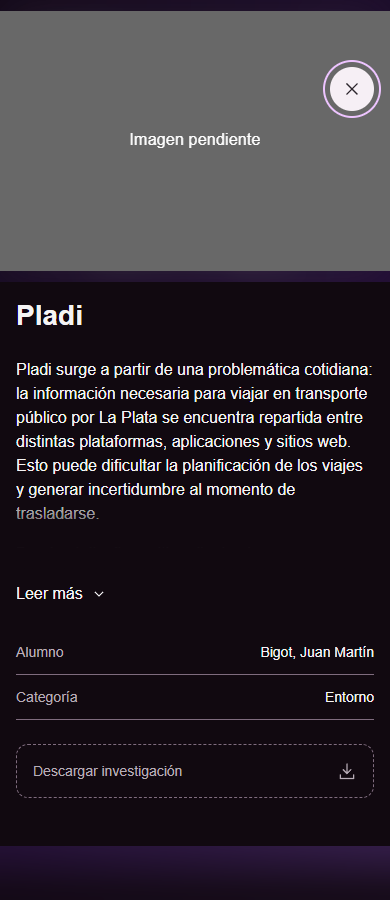 Imagen pendiente
Pladi
Pladi surge a partir de una problemática cotidiana:
la información necesaria para viajar en transporte
público por La Plata se encuentra repartida entre
distintas plataformas, aplicaciones y sitios web.
Esto puede dificultar la planificación de los viajes
y generar incertidumbre al momento de
trasladarse.
Leer más
Alumno Bigot, Juan Martín
Categoría Entorno
Descargar investigación